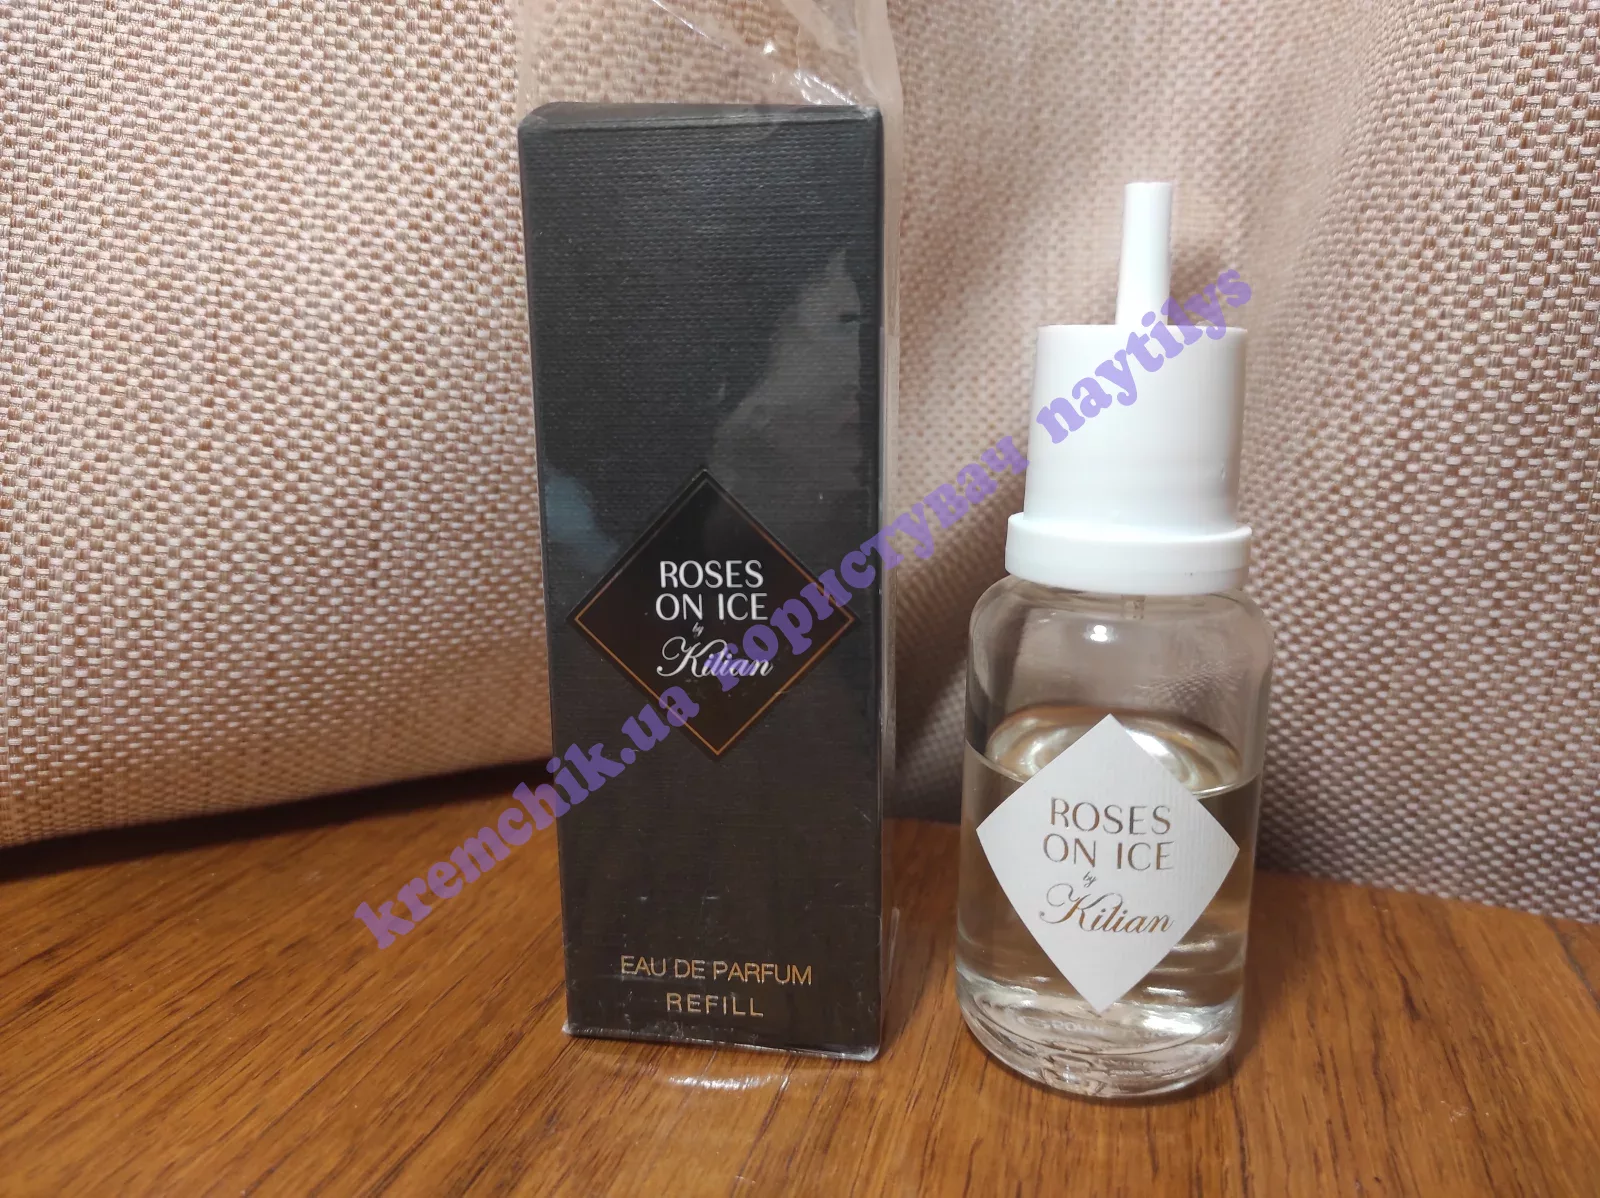 ROSES
ON ICE
by
Kilian
EAU DE PARFUM
REFILL
ROSES
ON ICE
by
Kilian
kremchik.ua користувач naytilys